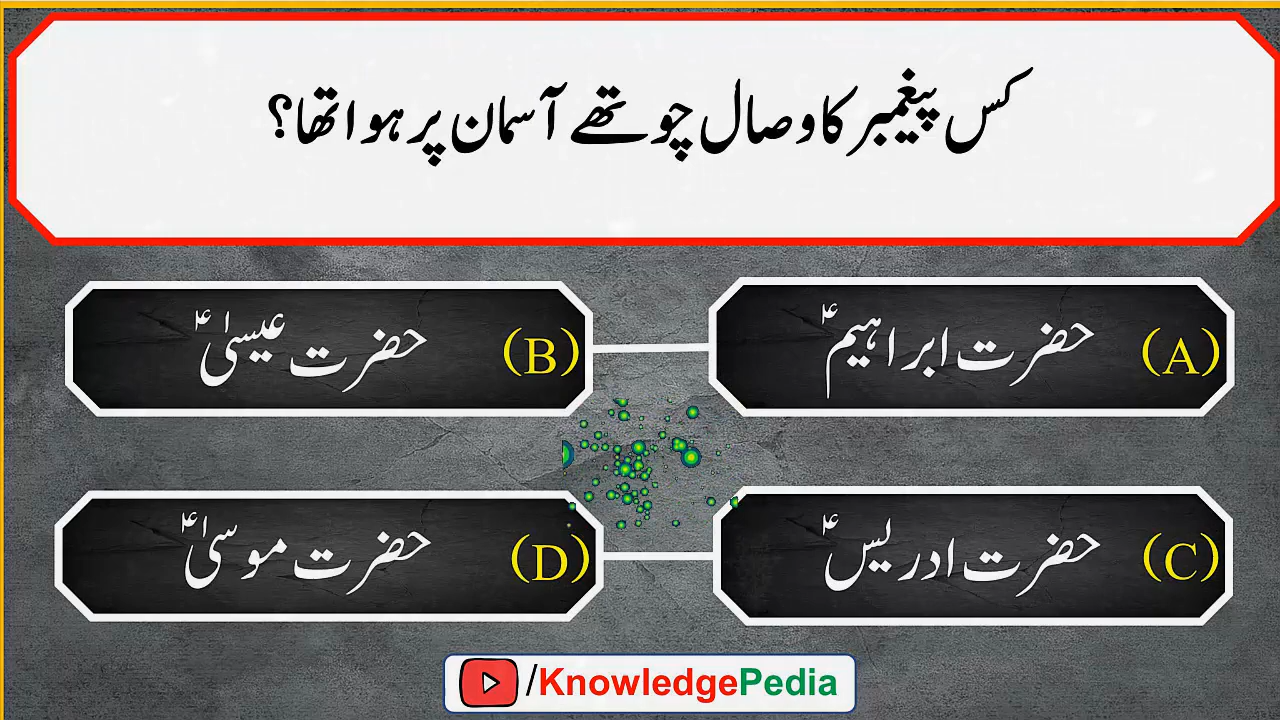 کس پیغمبر کا وصال چوتھے آسمان پر ہوا تھا؟
(A) حضرت ابراہیمؑ
(B) حضرت عیسیٰؑ
(C) حضرت ادریسؑ
(D) حضرت موسیٰؑ
/KnowledgePedia